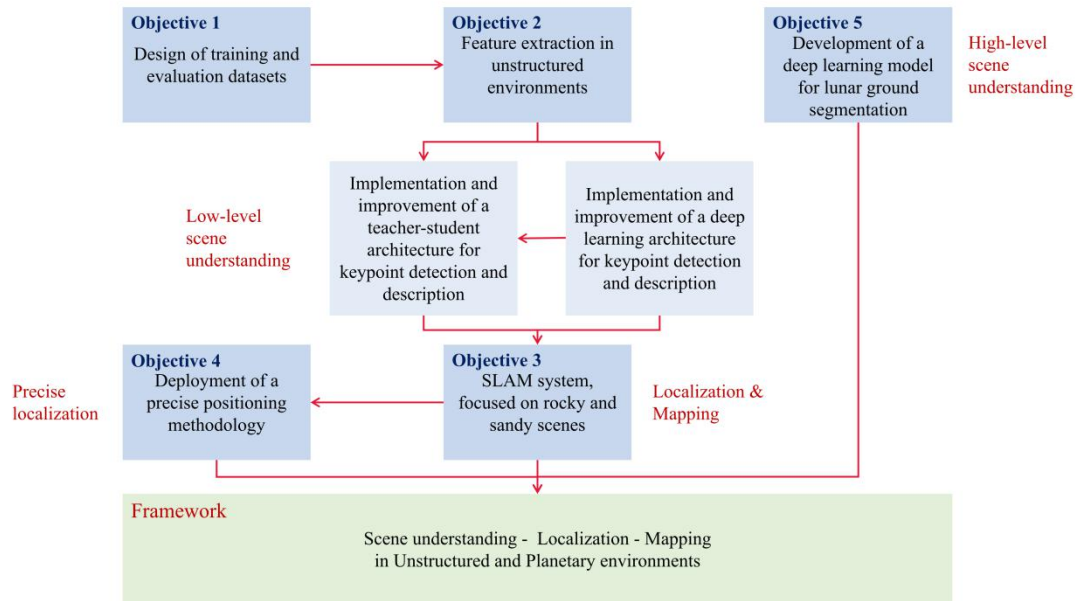 Objective 1
Design of training and
evaluation datasets
Objective 2
Feature extraction in
unstructured
environments
Objective 5
Development of a
deep learning model
for lunar ground
segmentation
High-level
scene
understanding
Low-level
scene
understanding
Implementation and
improvement of a
teacher-student
architecture for
keypoint detection and
description
Implementation and
improvement of a deep
learning architecture
for keypoint detection
and description
Precise
localization
Objective 4
Deployment of a
precise positioning
methodology
Objective 3
SLAM system,
focused on rocky and
sandy scenes
Localization &
Mapping
Framework
Scene understanding - Localization - Mapping
in Unstructured and Planetary environments